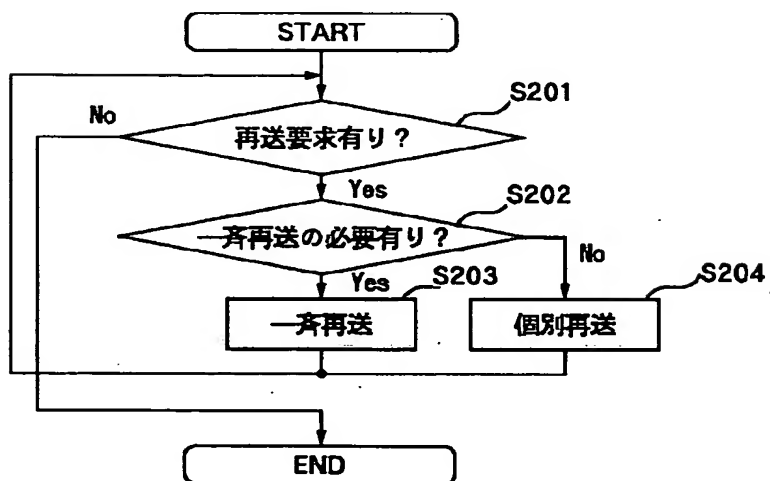 START
S201
No
再送要求有り?
Yes
S202
一斉再送の必要有り?
No
Yes
S203
S204
一斉再送
個別再送
END